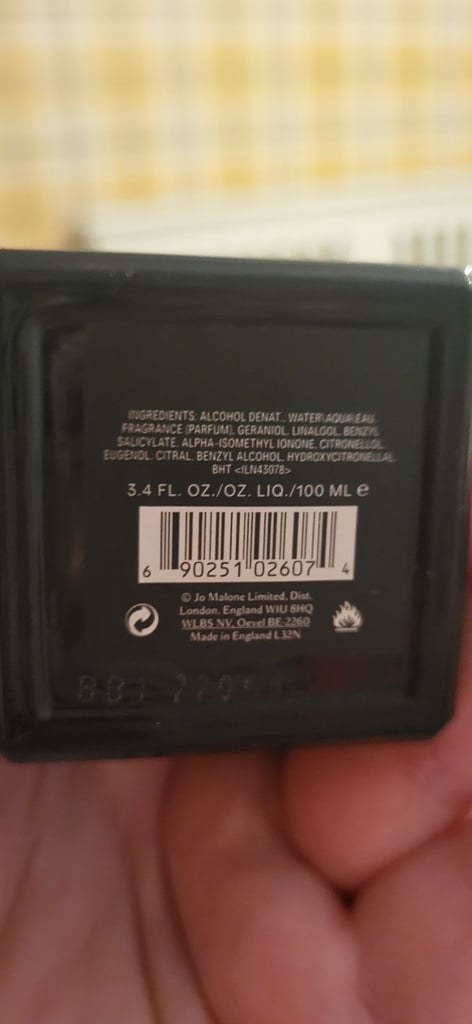 INGREDIENTS: ALCOHOL DENAT., WATER\AQUA\EAU,
FRAGRANCE (PARFUM), GERANIOL, LINALOOL, BENZYL
SALICYLATE, ALPHA-ISOMETHYL IONONE, CITRONELLOL,
EUGENOL, CITRAL, BENZYL ALCOHOL, HYDROXYCITRONELLAL,
BHT <ILN43078>
3.4 FL. OZ./OZ. LIQ./100 ML e
6 90251 02607 4
© Jo Malone Limited, Dist.
London, England W1U 8HQ
WLBS NV, Oevel BE-2260
Made in England L32N